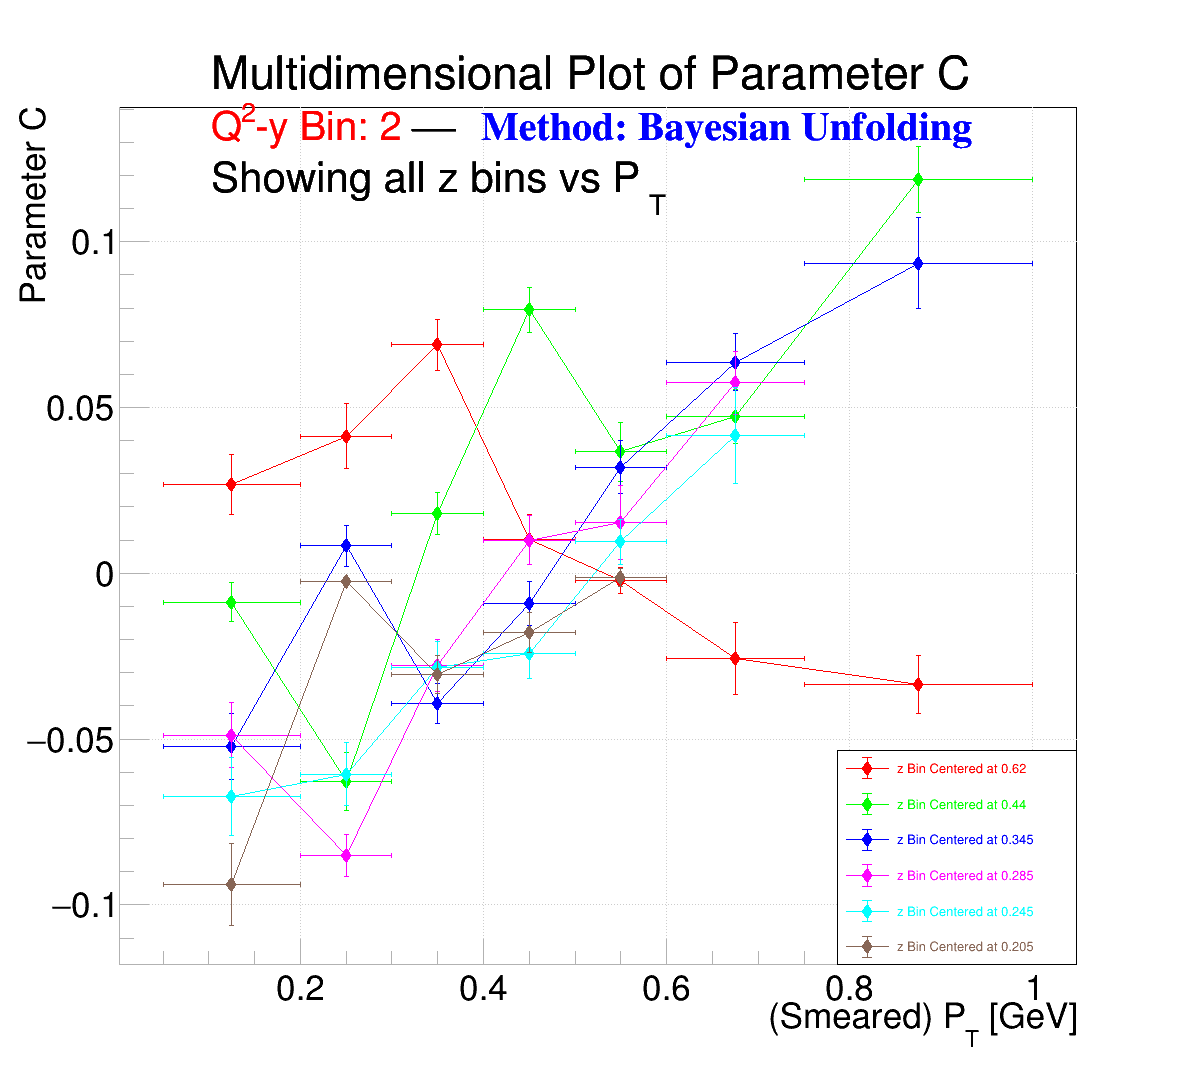 Multidimensional Plot of Parameter C
Q²-y Bin: 2 — Method: Bayesian Unfolding
Showing all z bins vs P_T
Parameter C
0.1
0.05
0
−0.05
−0.1
z Bin Centered at 0.62
z Bin Centered at 0.44
z Bin Centered at 0.345
z Bin Centered at 0.285
z Bin Centered at 0.245
z Bin Centered at 0.205
0.2 0.4 0.6 0.8 1
(Smeared) P_T [GeV]